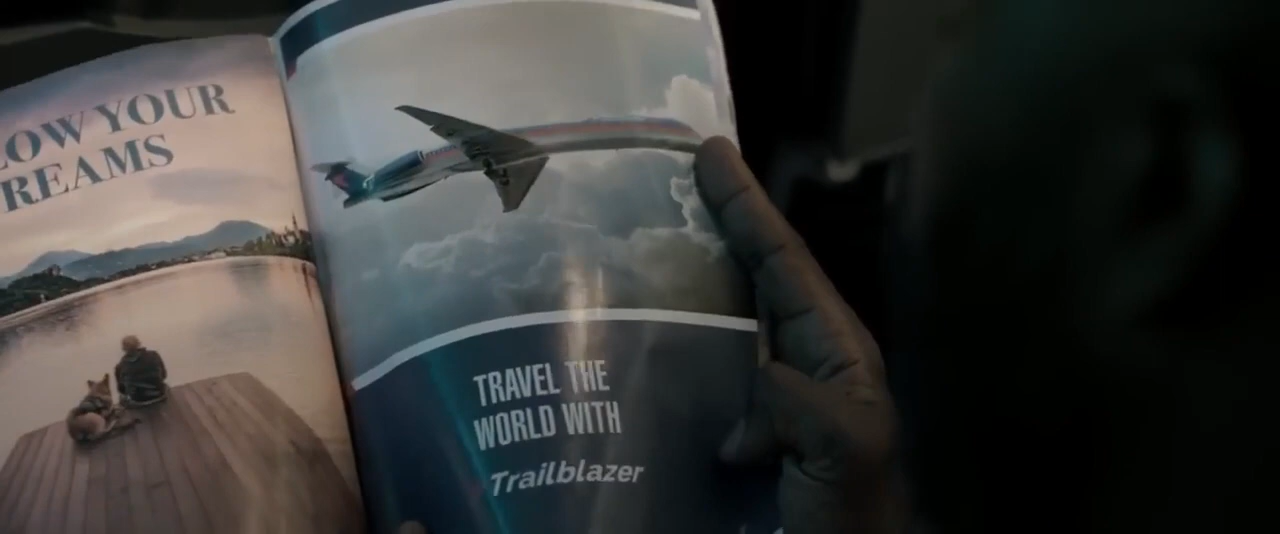 LOW YOUR
REAMS
TRAVEL THE
WORLD WITH
Trailblazer